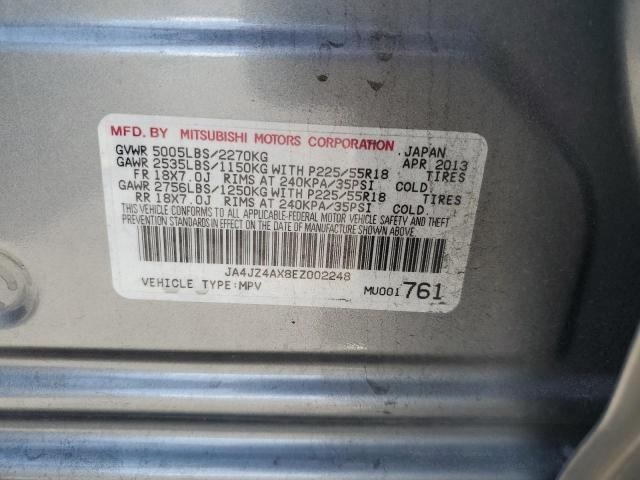 MFD. BY MITSUBISHI MOTORS CORPORATION, JAPAN
GVWR 5005LBS/2270KG APR 2013
GAWR 2535LBS/1150KG WITH P225/55R18 TIRES
FR 18X7.0J RIMS AT 240KPA/35PSI COLD.
GAWR 2756LBS/1250KG WITH P225/55R18 TIRES
RR 18X7.0J RIMS AT 240KPA/35PSI COLD.
THIS VEHICLE CONFORMS TO ALL APPLICABLE-FEDERAL MOTOR VEHICLE SAFETY AND THEFT
PREVENTION STANDARDS IN EFFECT ON THE DATE OF MANUFACTURE SHOWN ABOVE.
JA4JZ4AX8EZ002248
VEHICLE TYPE:MPV MU001 761